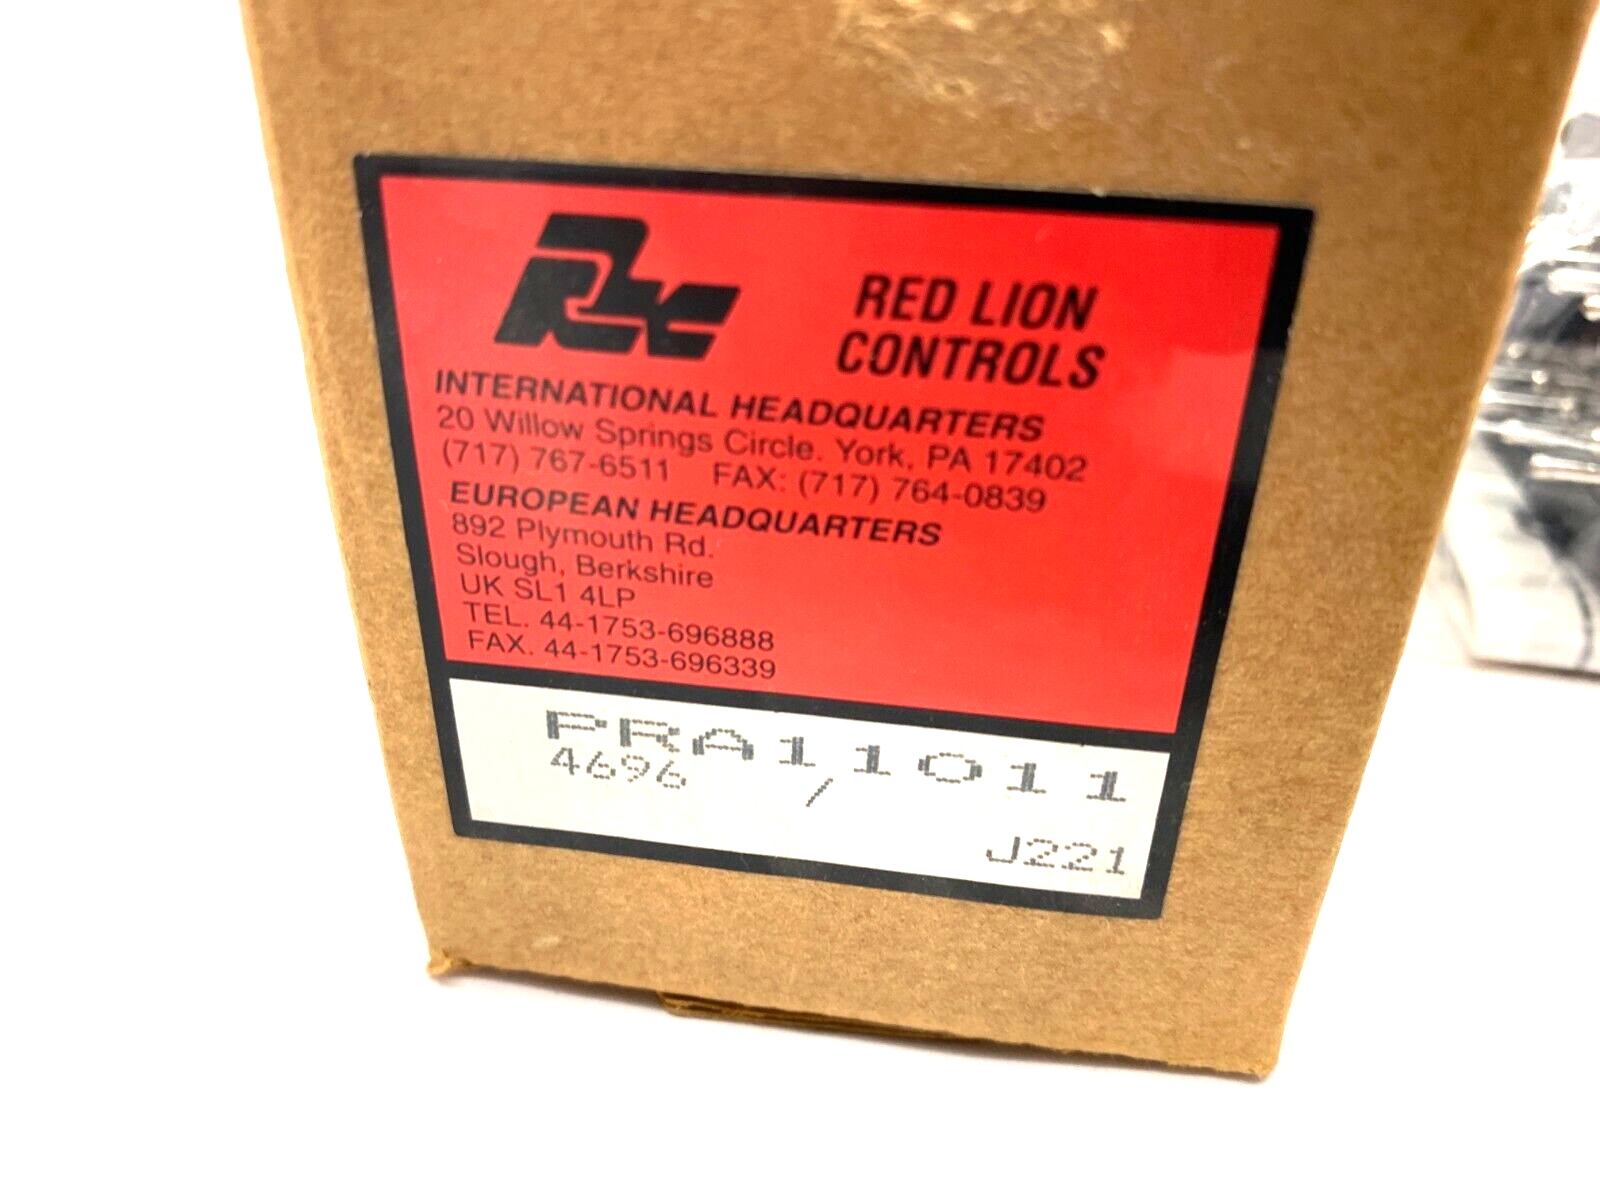 RLC
RED LION
CONTROLS
INTERNATIONAL HEADQUARTERS
20 Willow Springs Circle. York, PA 17402
(717) 767-6511 FAX: (717) 764-0839
EUROPEAN HEADQUARTERS
892 Plymouth Rd.
Slough, Berkshire
UK SL1 4LP
TEL. 44-1753-696888
FAX. 44-1753-696339
PRA11011
4696 /
J221